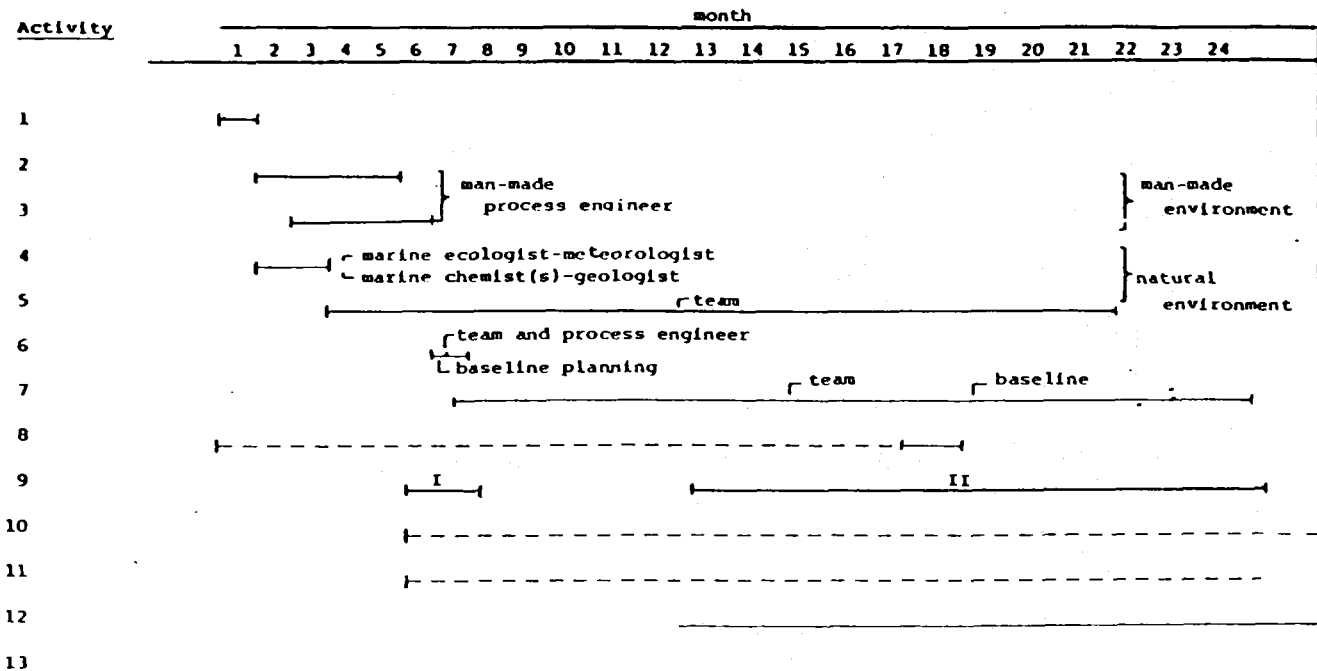 month
Activity
1 2 3 4 5 6 7 8 9 10 11 12 13 14 15 16 17 18 19 20 21 22 23 24
1
2
man-made
process engineer
man-made
environment
3
4
marine ecologist-meteorologist
marine chemist(s)-geologist
natural
environment
5
team
6
team and process engineer
baseline planning
7
team
baseline
8
9
I
II
10
11
12
13